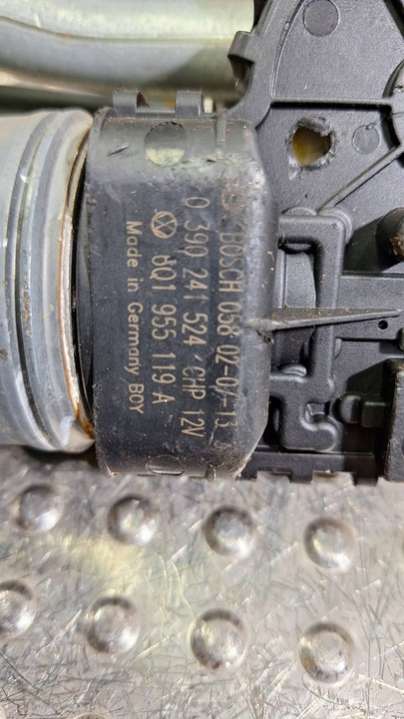 BOSCH 058 02-07-13
0 390 241 524 CHP 12V
6Q1 955 119 A
Made in Germany BOY